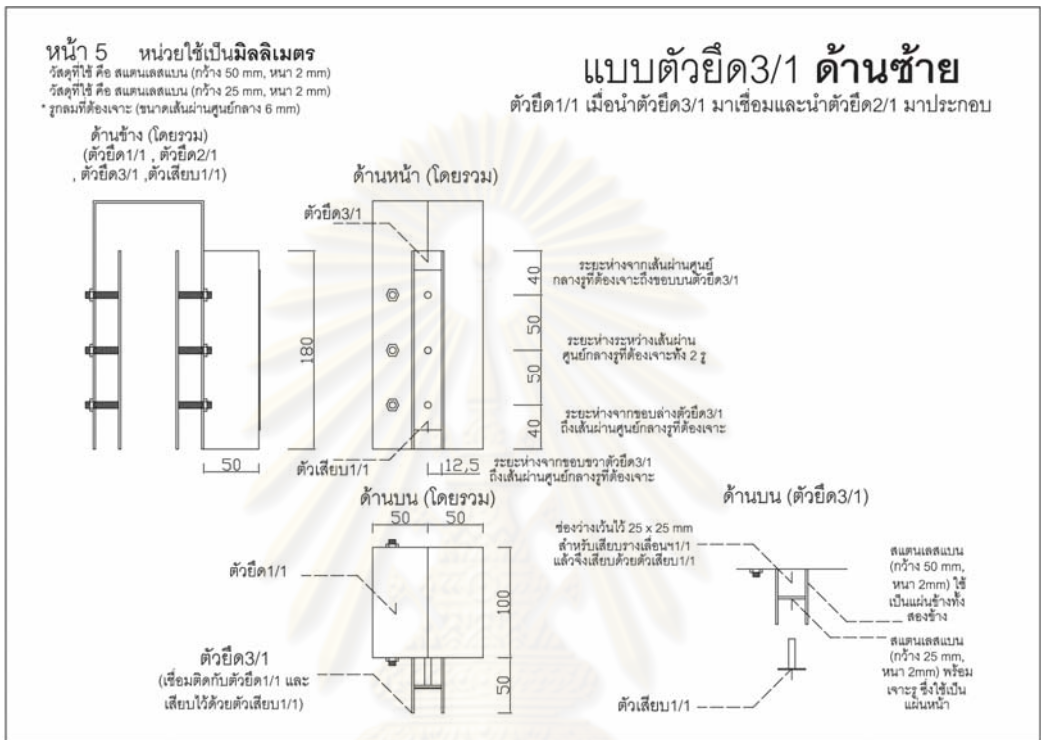 หน้า 5 หน่วยใช้เป็นมิลลิเมตร
วัสดุที่ใช้ คือ สแตนเลสแบน (กว้าง 50 mm, หนา 2 mm)
วัสดุที่ใช้ คือ สแตนเลสแบน (กว้าง 25 mm, หนา 2 mm)
* รูกลมที่ต้องเจาะ (ขนาดเส้นผ่านศูนย์กลาง 6 mm)
แบบตัวยึด3/1 ด้านซ้าย
ตัวยึด1/1 เมื่อนำตัวยึด3/1 มาเชื่อมและนำตัวยึด2/1 มาประกอบ
ด้านข้าง (โดยรวม)
(ตัวยึด1/1 , ตัวยึด2/1
, ตัวยึด3/1 ,ตัวเสียบ1/1)
50
180
ด้านหน้า (โดยรวม)
ตัวยึด3/1
ตัวเสียบ1/1
12,5
40
50
50
40
ระยะห่างจากเส้นผ่านศูนย์
กลางรูที่ต้องเจาะถึงขอบบนตัวยึด3/1
ระยะห่างระหว่างเส้นผ่าน
ศูนย์กลางรูที่ต้องเจาะทั้ง 2 รู
ระยะห่างจากขอบล่างตัวยึด3/1
ถึงเส้นผ่านศูนย์กลางรูที่ต้องเจาะ
ระยะห่างจากขอบขวาตัวยึด3/1
ถึงเส้นผ่านศูนย์กลางรูที่ต้องเจาะ
ด้านบน (โดยรวม)
50 50
ตัวยึด1/1
100
50
ตัวยึด3/1
(เชื่อมติดกับตัวยึด1/1 และ
เสียบไว้ด้วยตัวเสียบ1/1)
ด้านบน (ตัวยึด3/1)
ช่องว่างเว้นไว้ 25 x 25 mm
สำหรับเสียบรางเลื่อนฯ1/1
แล้วจึงเสียบด้วยตัวเสียบ1/1
สแตนเลสแบน
(กว้าง 50 mm,
หนา 2mm) ใช้
เป็นแผ่นข้างทั้ง
สองข้าง
สแตนเลสแบน
(กว้าง 25 mm,
หนา 2mm) พร้อม
เจาะรู ซึ่งใช้เป็น
แผ่นหน้า
ตัวเสียบ1/1